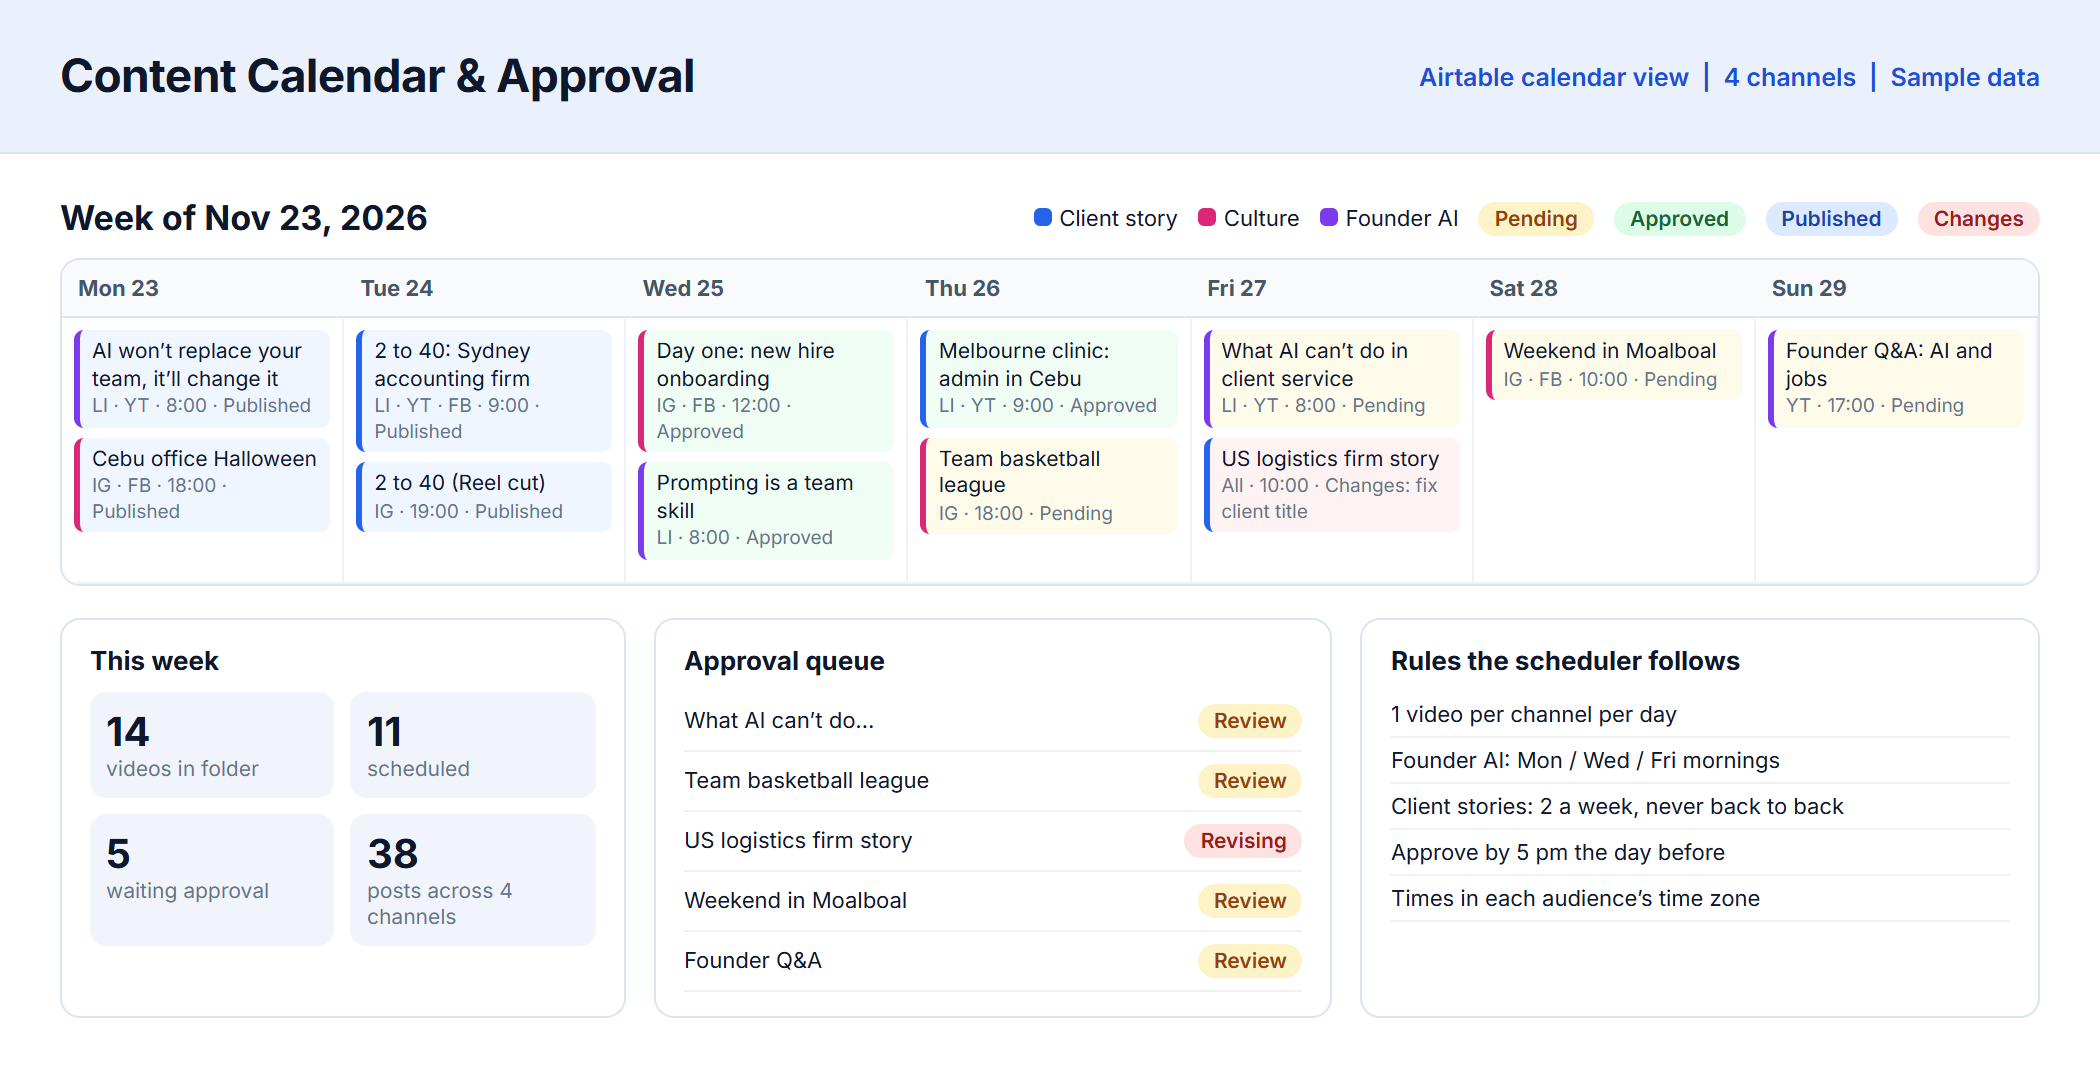 Content Calendar & Approval
Airtable calendar view | 4 channels | Sample data
Week of Nov 23, 2026
Client story
Culture
Founder AI
Pending
Approved
Published
Changes
Mon 23
Tue 24
Wed 25
Thu 26
Fri 27
Sat 28
Sun 29
AI won’t replace your
team, it’ll change it
LI · YT · 8:00 · Published
Cebu office Halloween
IG · FB · 18:00 ·
Published
2 to 40: Sydney
accounting firm
LI · YT · FB · 9:00 ·
Published
2 to 40 (Reel cut)
IG · 19:00 · Published
Day one: new hire
onboarding
IG · FB · 12:00 ·
Approved
Prompting is a team
skill
LI · 8:00 · Approved
Melbourne clinic:
admin in Cebu
LI · YT · 9:00 · Approved
Team basketball
league
IG · 18:00 · Pending
What AI can’t do in
client service
LI · YT · 8:00 · Pending
US logistics firm story
All · 10:00 · Changes: fix
client title
Weekend in Moalboal
IG · FB · 10:00 · Pending
Founder Q&A: AI and
jobs
YT · 17:00 · Pending
This week
14
videos in folder
11
scheduled
5
waiting approval
38
posts across 4
channels
Approval queue
What AI can’t do...
Review
Team basketball league
Review
US logistics firm story
Revising
Weekend in Moalboal
Review
Founder Q&A
Review
Rules the scheduler follows
1 video per channel per day
Founder AI: Mon / Wed / Fri mornings
Client stories: 2 a week, never back to back
Approve by 5 pm the day before
Times in each audience’s time zone